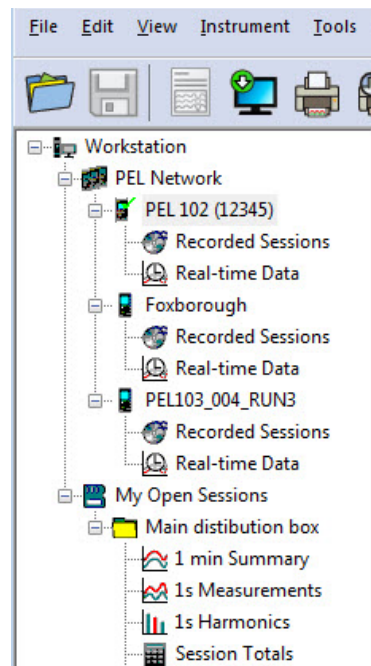 File Edit View Instrument Tools
Workstation
PEL Network
PEL 102 (12345)
Recorded Sessions
Real-time Data
Foxborough
Recorded Sessions
Real-time Data
PEL103_004_RUN3
Recorded Sessions
Real-time Data
My Open Sessions
Main distibution box
1 min Summary
1s Measurements
1s Harmonics
Session Totals